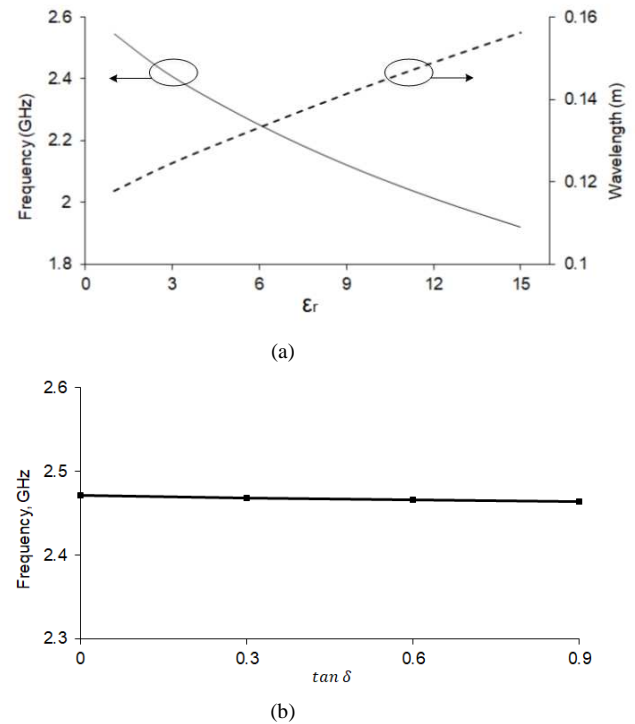 2.6
2.4
2.2
2
1.8
Frequency (GHz)
0.16
0.14
0.12
0.1
Wavelength (m)
0 3 6 9 12 15
εr
(a)
2.6
2.5
2.4
2.3
Frequency, GHz
0 0.3 0.6 0.9
tan δ
(b)